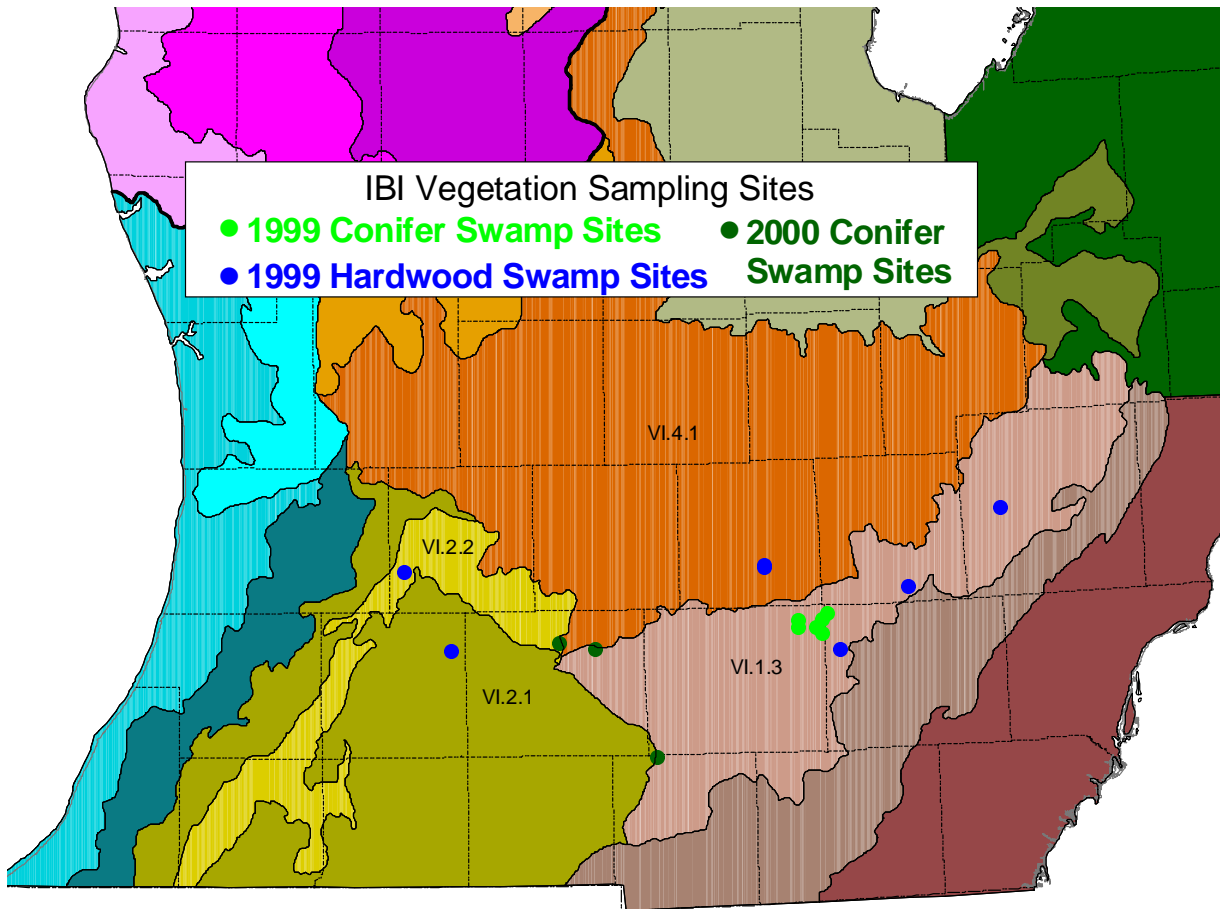 IBI Vegetation Sampling Sites
1999 Conifer Swamp Sites
2000 Conifer
Swamp Sites
1999 Hardwood Swamp Sites
VI.4.1
VI.2.2
VI.1.3
VI.2.1